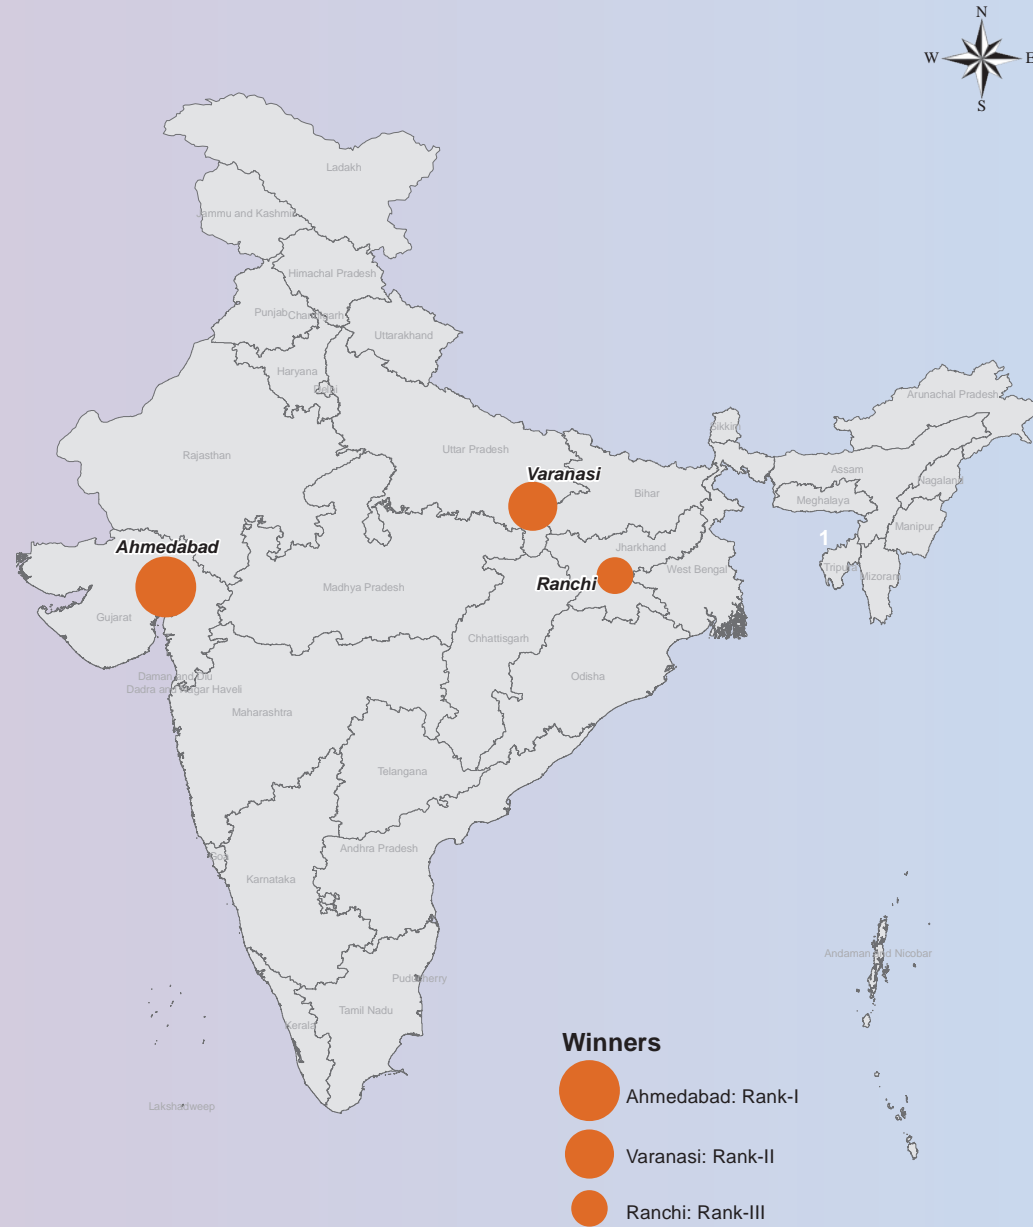 N
W
E
S
Ladakh
Jammu and Kashmir
Himachal Pradesh
Punjab
Chandigarh
Uttarakhand
Haryana
Delhi
Arunachal Pradesh
Sikkim
Rajasthan
Uttar Pradesh
Assam
Nagaland
Varanasi
Bihar
Meghalaya
Manipur
1
Ahmedabad
Jharkhand
West Bengal
Tripura
Mizoram
Ranchi
Madhya Pradesh
Gujarat
Chhattisgarh
Odisha
Daman and Diu
Dadra and Nagar Haveli
Maharashtra
Telangana
Andhra Pradesh
Goa
Karnataka
Andaman and Nicobar
Puducherry
Tamil Nadu
Kerala
Lakshadweep
Winners
Ahmedabad: Rank-I
Varanasi: Rank-II
Ranchi: Rank-III